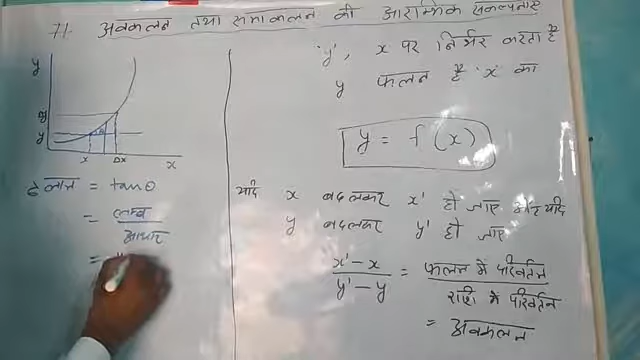 71. अवकलन तथा समाकलन की आरम्भिक संकल्पनाएं
y
y
x
Δx
x
ढलान = tanθ
= लम्ब / आधार
=
'y', x पर निर्भर करता है
y फलन है 'x' का
y = f(x)
यदि x बदलकर x' हो जाए और यदि
y बदलकर y' हो जाए
x' - x / y' - y = फलन में परिवर्तन / राशि में परिवर्तन
= अवकलन